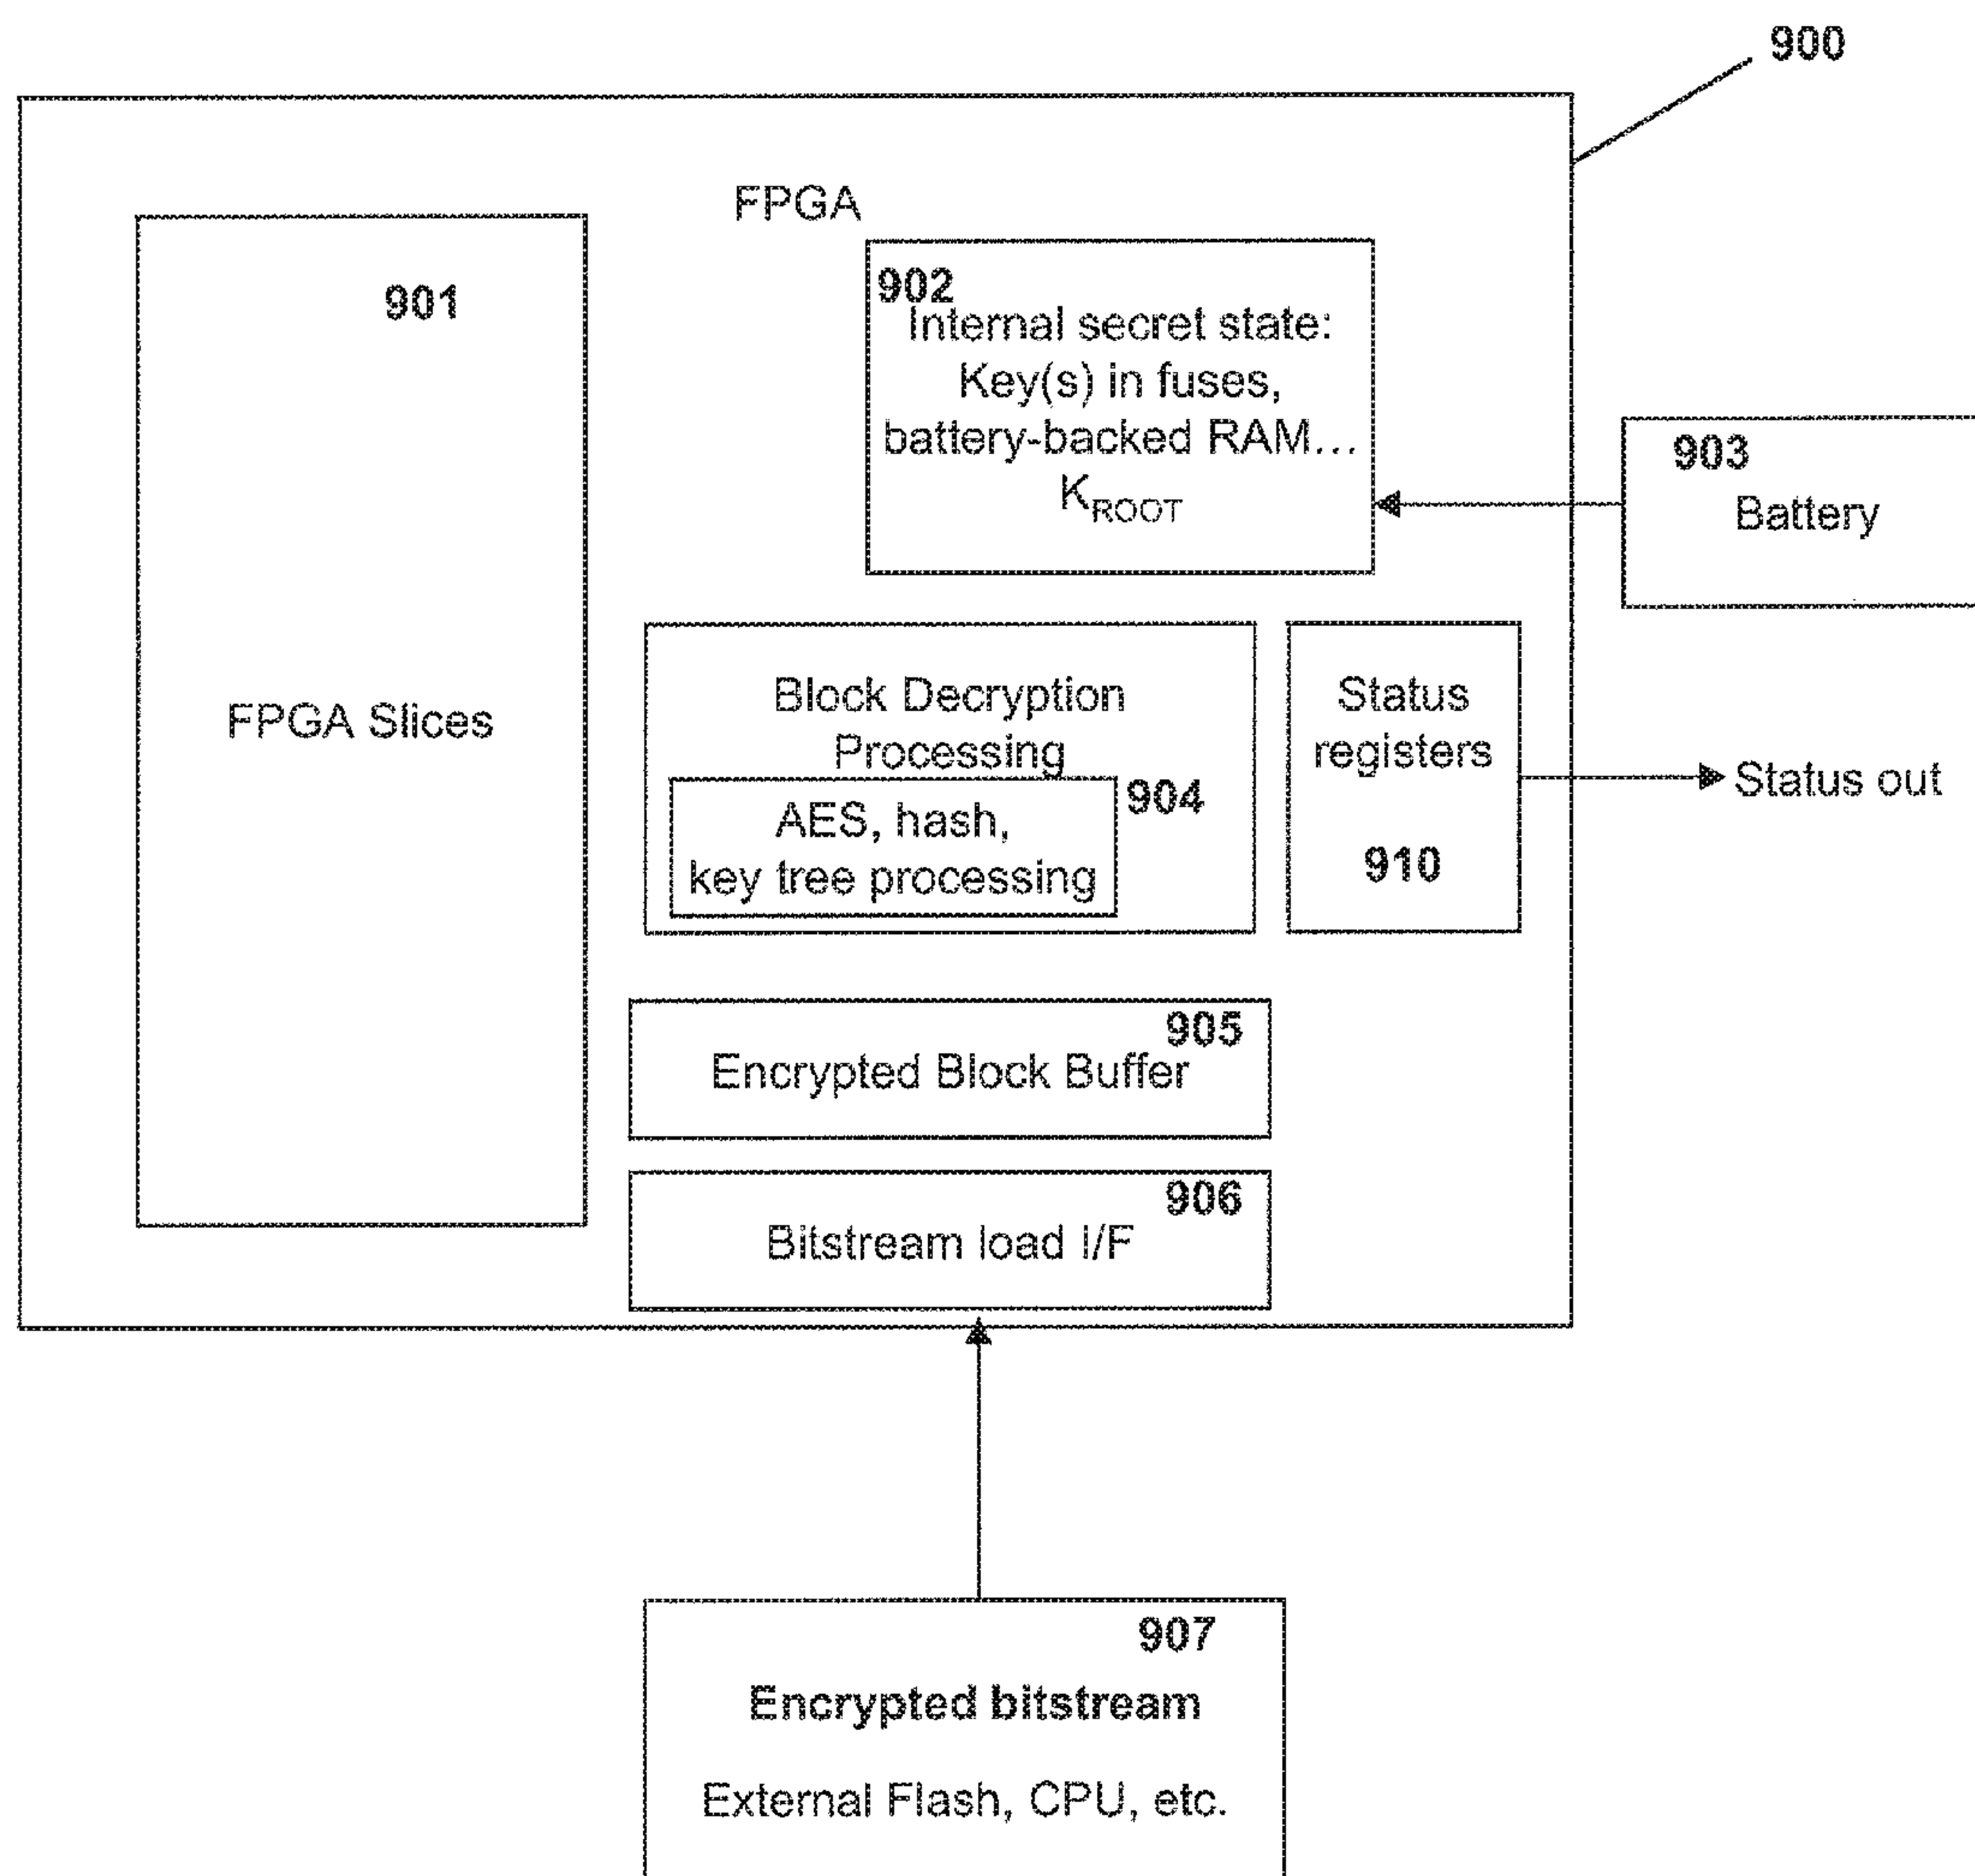 900
FPGA
901
FPGA Slices
902
Internal secret state:
Key(s) in fuses,
battery-backed RAM...
KROOT
903
Battery
Block Decryption
Processing
904
AES, hash,
key tree processing
Status
registers
910
Status out
905
Encrypted Block Buffer
906
Bitstream load I/F
907
Encrypted bitstream
External Flash, CPU, etc.